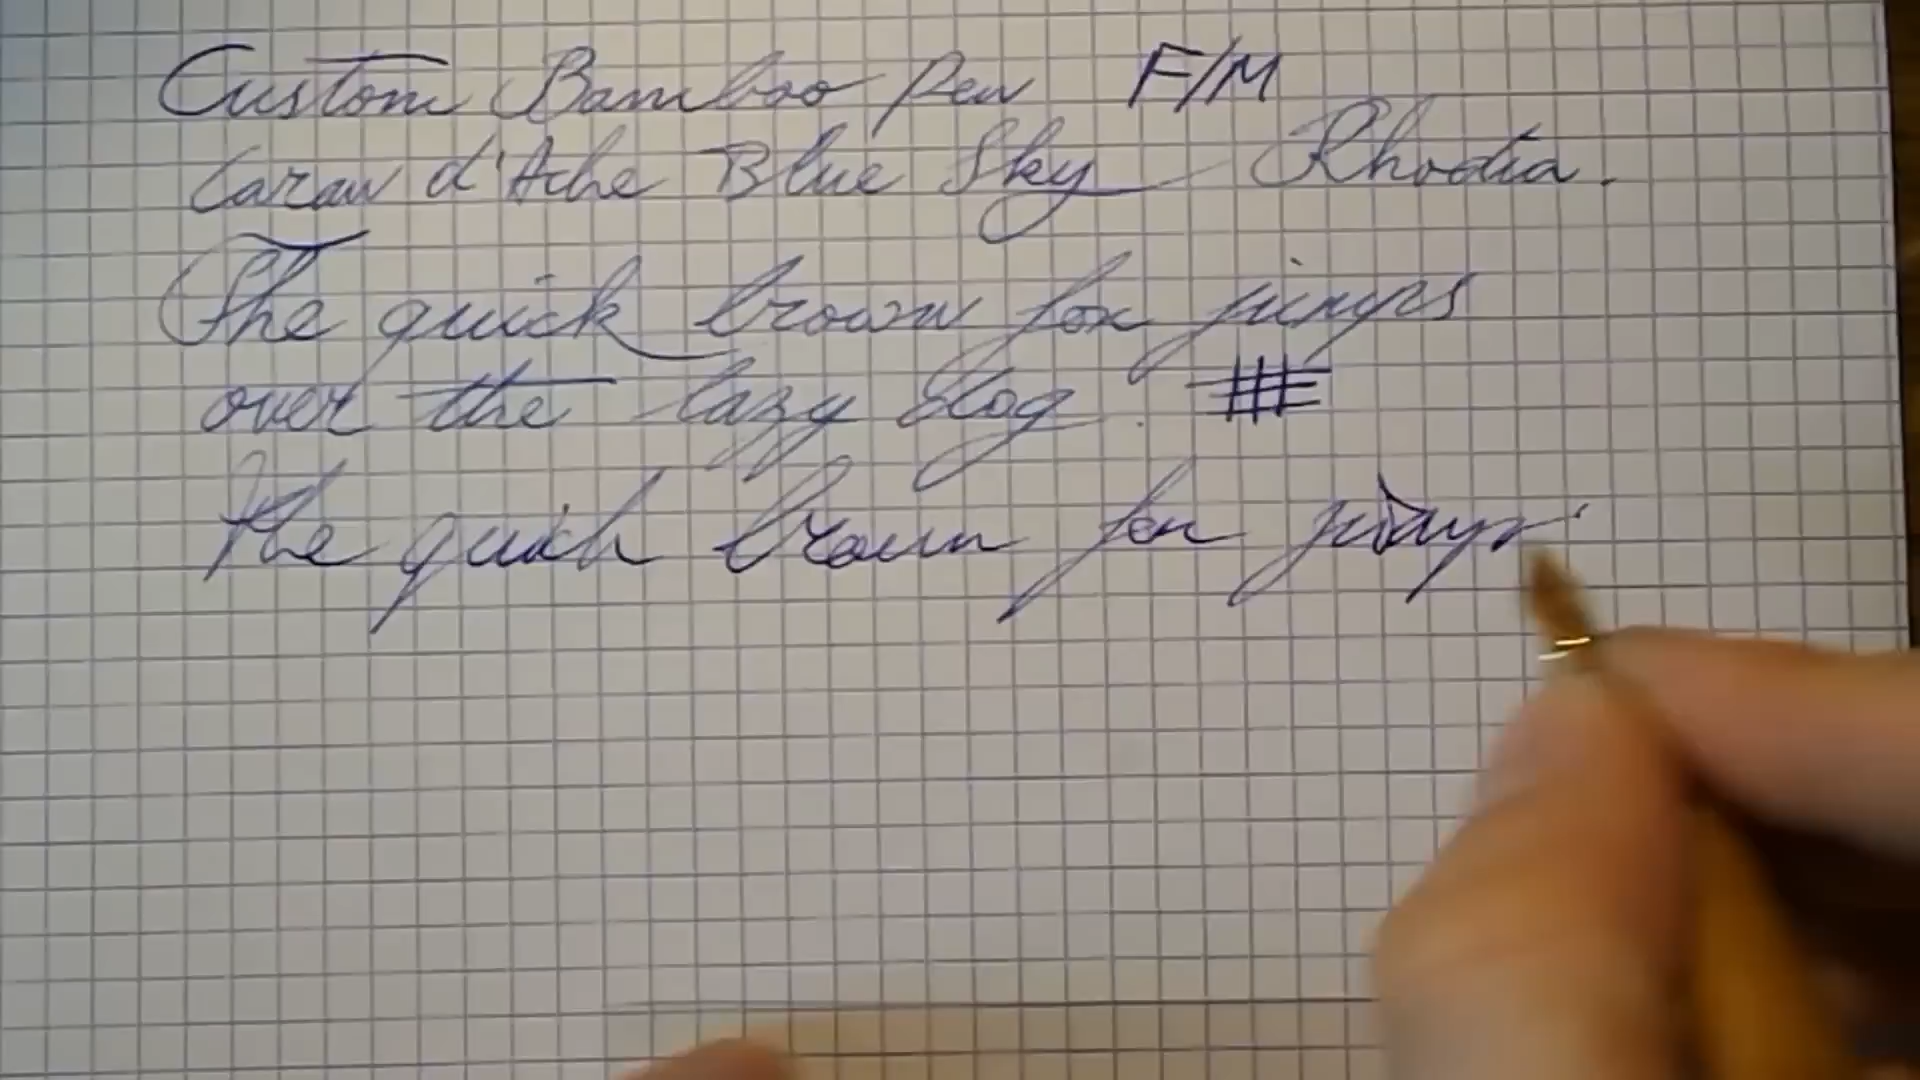 Custom Bamboo Pen F/M
Caran d'Ache Blue Sky Rhodia.
The quick brown fox jumps
over the lazy dog.
the quick brown fox jumps